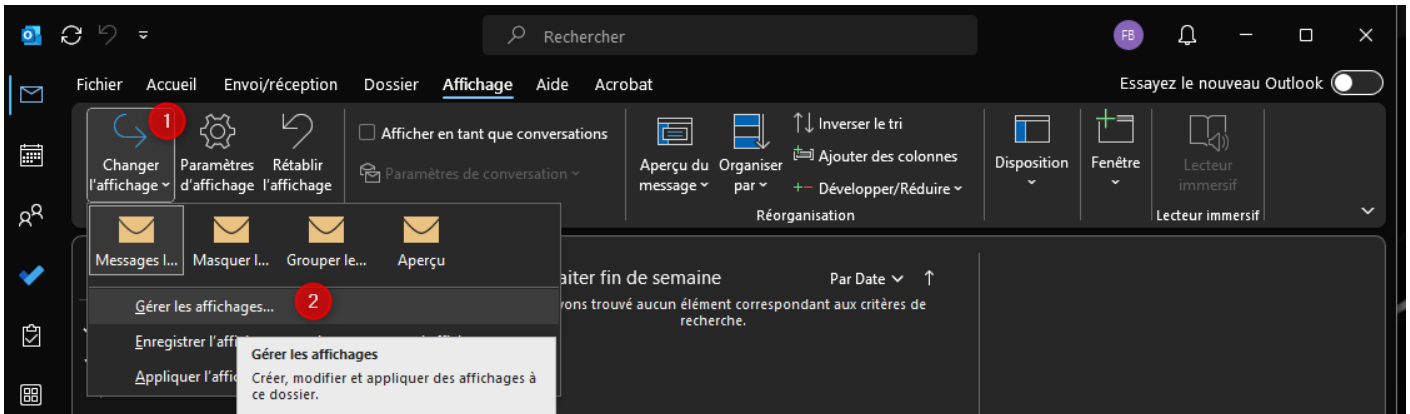 Rechercher
FB
Fichier Accueil Envoi/réception Dossier Affichage Aide Acrobat
Essayez le nouveau Outlook
1
Changer l'affichage
Paramètres d'affichage
Rétablir l'affichage
Afficher en tant que conversations
Paramètres de conversation
Aperçu du message
Organiser par
Inverser le tri
Ajouter des colonnes
Développer/Réduire
Réorganisation
Disposition
Fenêtre
Lecteur immersif
Lecteur immersif
Messages l... Masquer l... Grouper le... Aperçu
Gérer les affichages...
2
Enregistrer
Appliquer
Gérer les affichages
Créer, modifier et appliquer des affichages à
ce dossier.
fin de semaine
Par Date
trouvé aucun élément correspondant aux critères de
recherche.